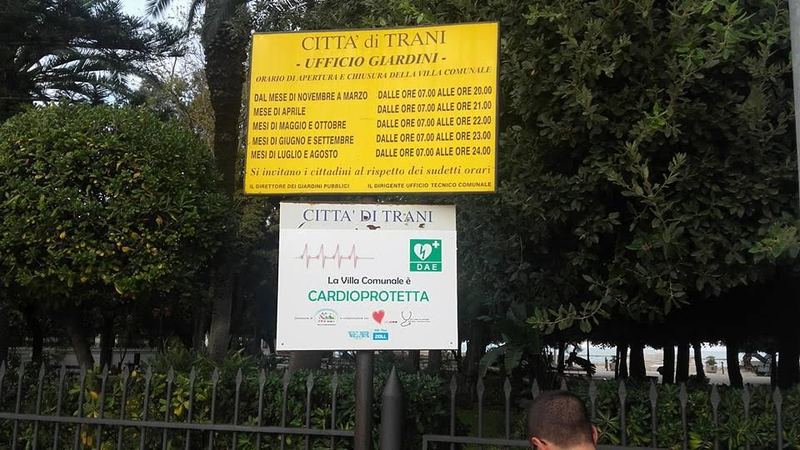 CITTA' di TRANI
- UFFICIO GIARDINI -
ORARIO DI APERTURA E CHIUSURA DELLA VILLA COMUNALE
DAL MESE DI NOVEMBRE A MARZO DALLE ORE 07.00 ALLE ORE 20.00
MESE DI APRILE DALLE ORE 07.00 ALLE ORE 21.00
MESI DI MAGGIO E OTTOBRE DALLE ORE 07.00 ALLE ORE 22.00
MESI DI GIUGNO E SETTEMBRE DALLE ORE 07.00 ALLE ORE 23.00
MESI DI LUGLIO E AGOSTO DALLE ORE 07.00 ALLE ORE 24.00
Si invitano i cittadini al rispetto dei sudetti orari
IL DIRETTORE DEI GIARDINI PUBBLICI IL DIRIGENTE UFFICIO TECNICO COMUNALE
CITTA' DI TRANI
DAE
La Villa Comunale è
CARDIOPROTETTA
ZOLL